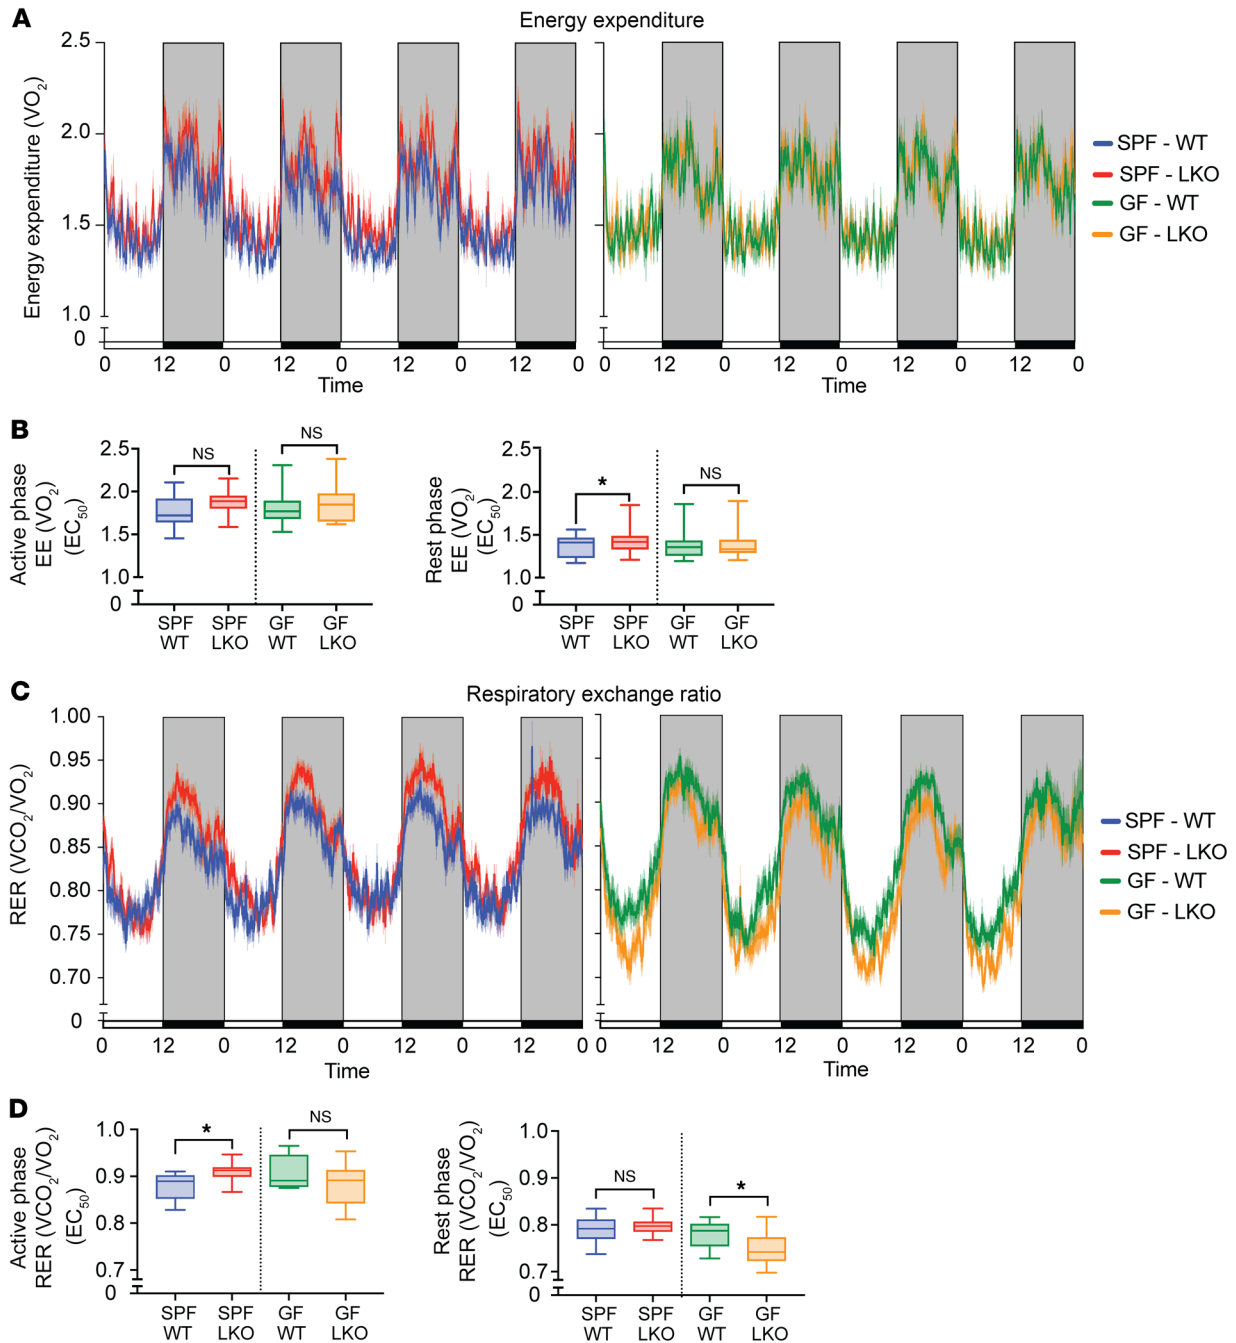 A
Energy expenditure
Energy expenditure (VO2)
2.5
2.0
1.5
1.0
0
0 12 0 12 0 12 0 12 0
Time
0 12 0 12 0 12 0 12 0
Time
SPF - WT
SPF - LKO
GF - WT
GF - LKO
B
Active phase
EE (VO2)
(EC50)
2.5
2.0
1.5
1.0
0
NS
NS
SPF WT
SPF LKO
GF WT
GF LKO
Rest phase
EE (VO2)
(EC50)
2.5
2.0
1.5
1.0
0
*
NS
SPF WT
SPF LKO
GF WT
GF LKO
C
Respiratory exchange ratio
RER (VCO2/VO2)
1.00
0.95
0.90
0.85
0.80
0.75
0.70
0
0 12 0 12 0 12 0 12 0
Time
0 12 0 12 0 12 0 12 0
Time
SPF - WT
SPF - LKO
GF - WT
GF - LKO
D
Active phase
RER (VCO2/VO2)
(EC50)
1.0
0.9
0.8
0.7
0
*
NS
SPF WT
SPF LKO
GF WT
GF LKO
Rest phase
RER (VCO2/VO2)
(EC50)
1.0
0.9
0.8
0.7
0
NS
*
SPF WT
SPF LKO
GF WT
GF LKO